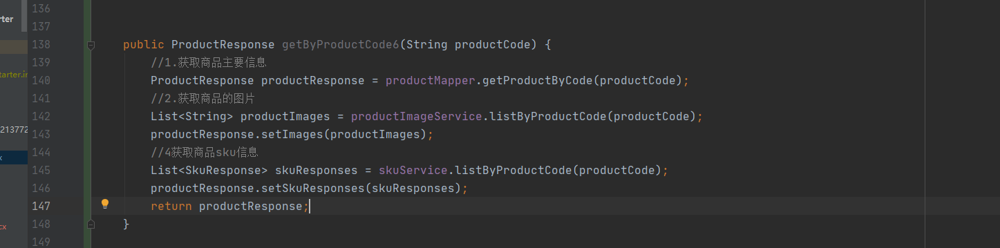 136
rter
137
138 public ProductResponse getByProductCode6(String productCode) {
139 //1.获取商品主要信息
tarter.in
140 ProductResponse productResponse = productMapper.getProductByCode(productCode);
141 //2.获取商品的图片
142 List<String> productImages = productImageService.listByProductCode(productCode);
213772
143 productResponse.setImages(productImages);
144 //4获取商品sku信息
x
145 List<SkuResponse> skuResponses = skuService.listByProductCode(productCode);
146 productResponse.setSkuResponses(skuResponses);
147 return productResponse;
cx
148 }
149